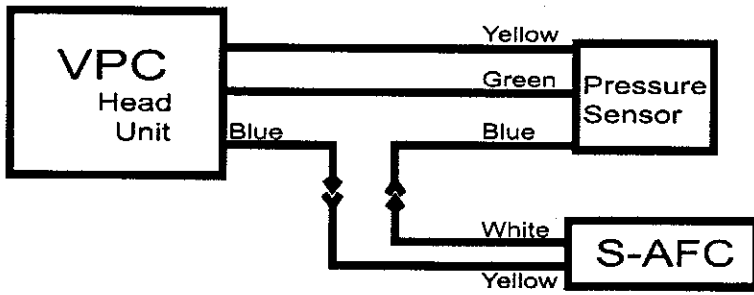 VPC
Head
Unit
Yellow
Green
Blue
Blue
Pressure
Sensor
White
Yellow
S-AFC